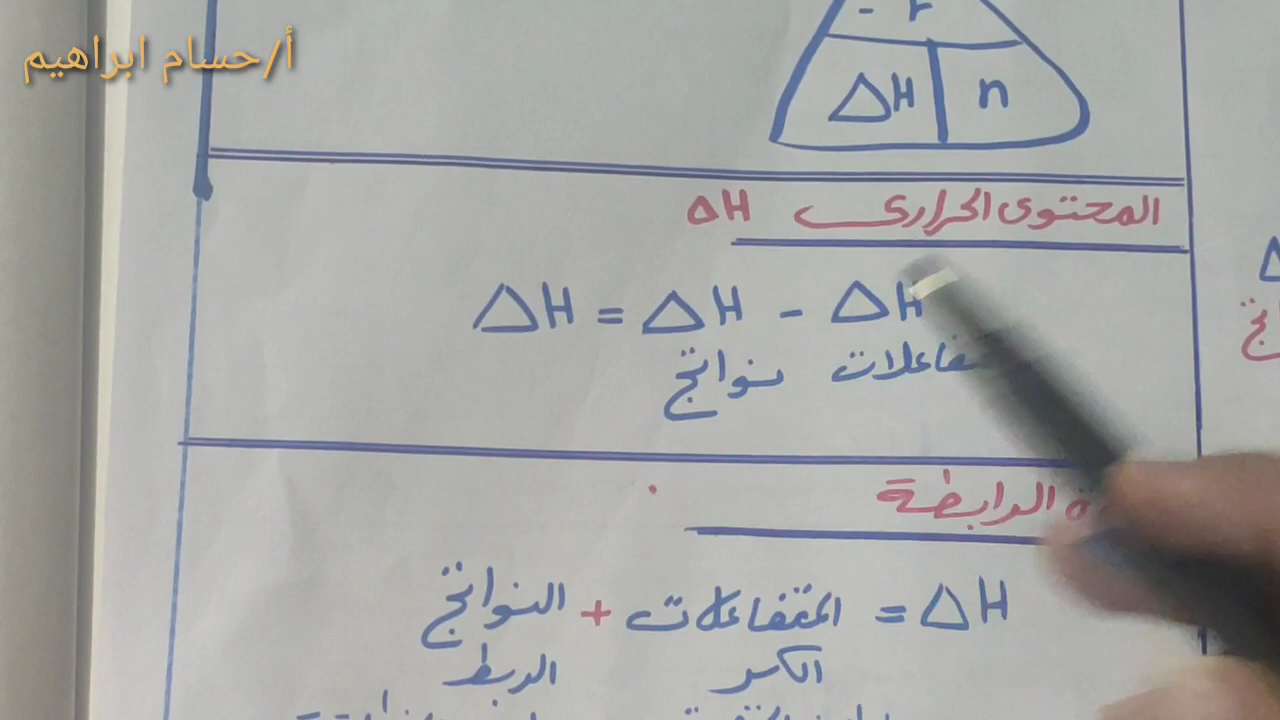 أ/حسام ابراهيم
ΔH n
المحتوى الحرارى ΔH
ΔH = ΔH - ΔH
نواتج
الرابطة
ΔH = المتفاعلات + النواتج
الكسر الربط